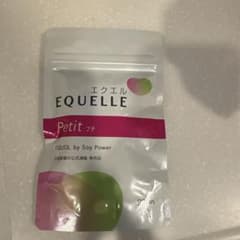 エクエル
EQUELLE
Petit プチ
EQUOL by Soy Power